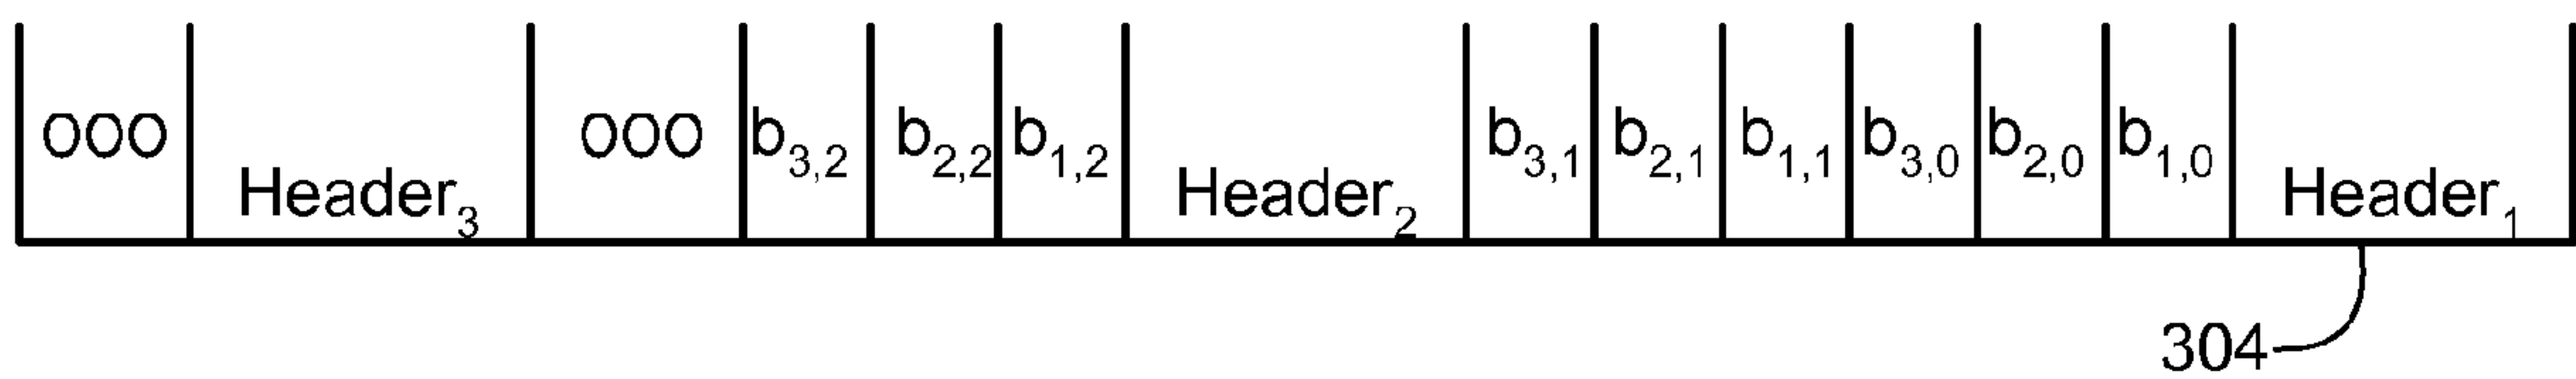 ooo Header₃ ooo b₃,₂ b₂,₂ b₁,₂ Header₂ b₃,₁ b₂,₁ b₁,₁ b₃,₀ b₂,₀ b₁,₀ Header₁
304